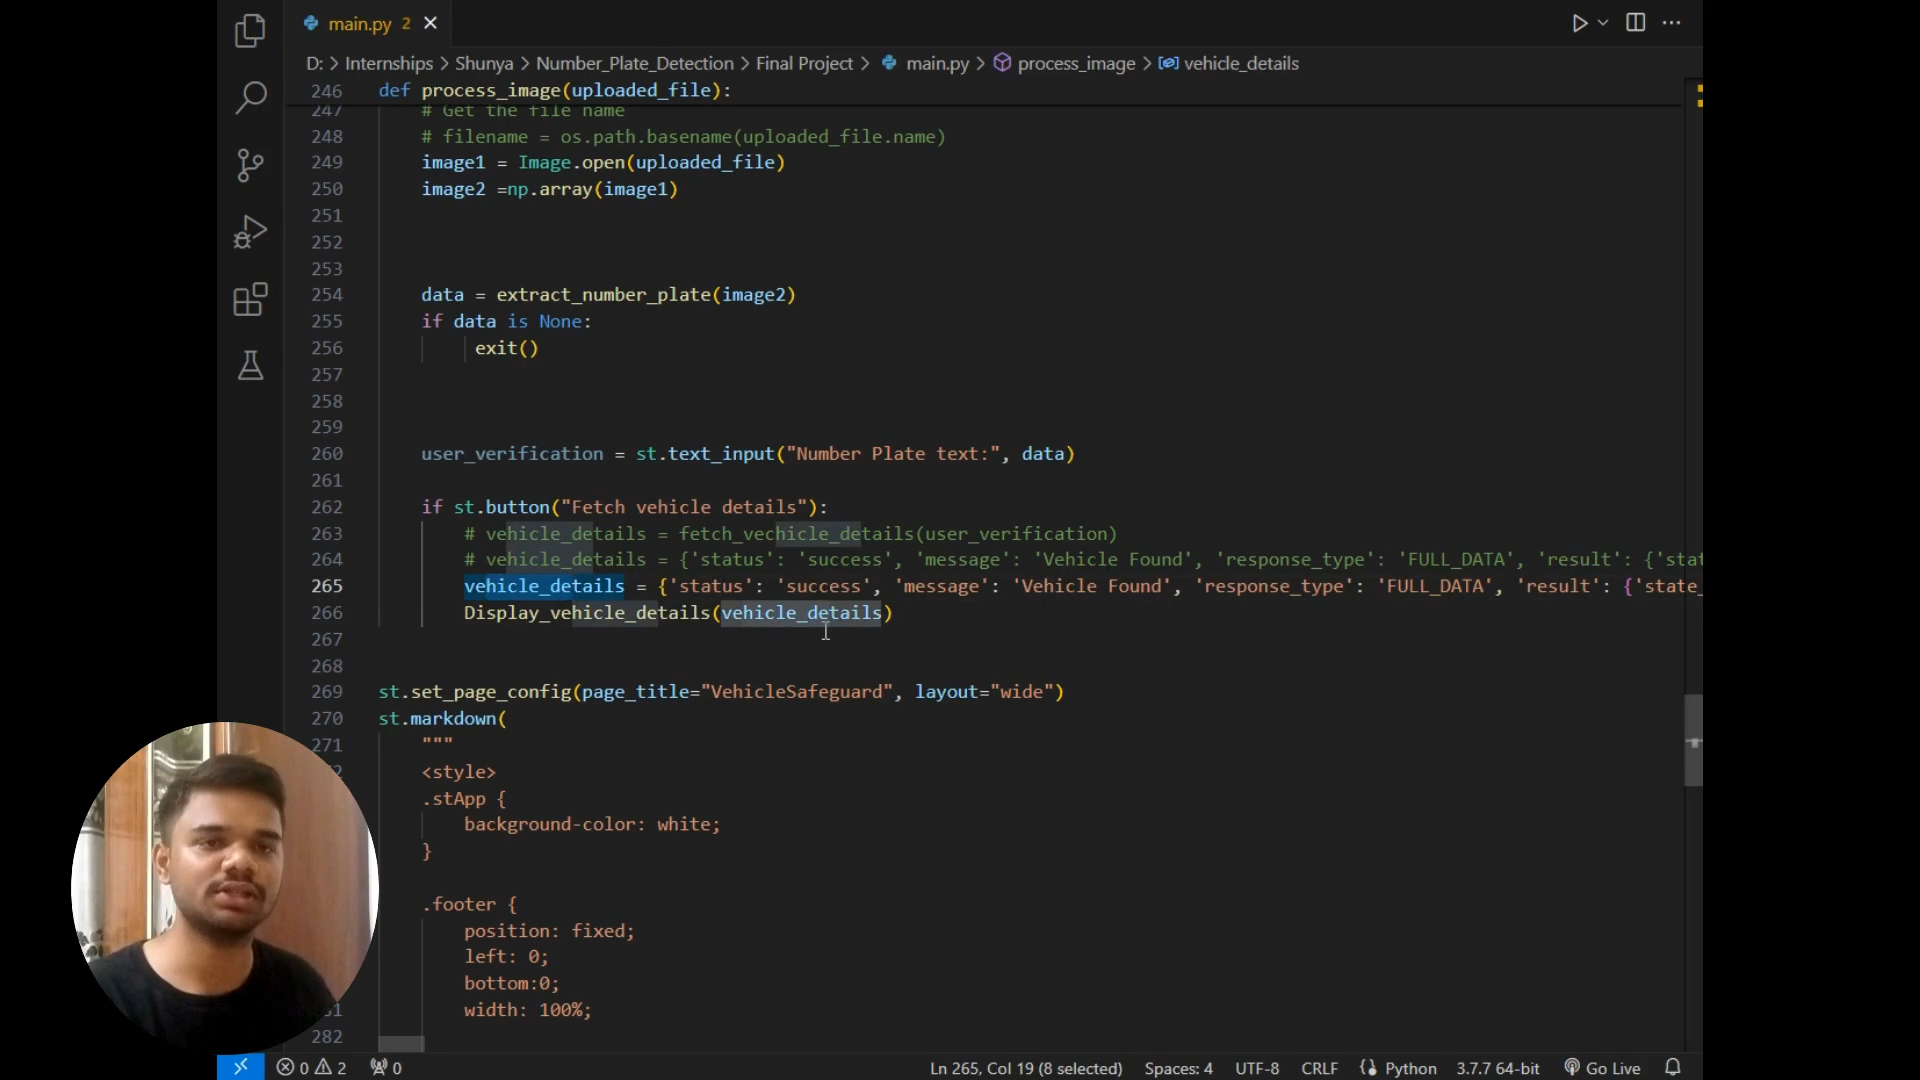 main.py 2
D: > Internships > Shunya > Number_Plate_Detection > Final Project > main.py > process_image > vehicle_details
246 def process_image(uploaded_file):
247 # Get the file name
248 # filename = os.path.basename(uploaded_file.name)
249 image1 = Image.open(uploaded_file)
250 image2 =np.array(image1)
251
252
253
254 data = extract_number_plate(image2)
255 if data is None:
256 exit()
257
258
259
260 user_verification = st.text_input("Number Plate text:", data)
261
262 if st.button("Fetch vehicle details"):
263 # vehicle_details = fetch_vechicle_details(user_verification)
264 # vehicle_details = {'status': 'success', 'message': 'Vehicle Found', 'response_type': 'FULL_DATA', 'result': {'stat
265 vehicle_details = {'status': 'success', 'message': 'Vehicle Found', 'response_type': 'FULL_DATA', 'result': {'state_
266 Display_vehicle_details(vehicle_details)
267
268
269 st.set_page_config(page_title="VehicleSafeguard", layout="wide")
270 st.markdown(
271 """
<style>
.stApp {
background-color: white;
}
.footer {
position: fixed;
left: 0;
bottom:0;
width: 100%;
282
0 2 0 Ln 265, Col 19 (8 selected) Spaces: 4 UTF-8 CRLF Python 3.7.7 64-bit Go Live